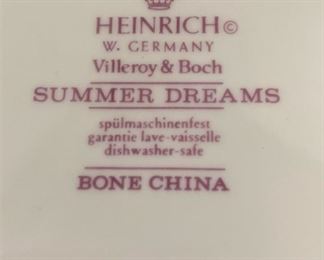 HEINRICH©
W. GERMANY
Villeroy & Boch
SUMMER DREAMS
spülmaschinenfest
garantie lave-vaisselle
dishwasher-safe
BONE CHINA